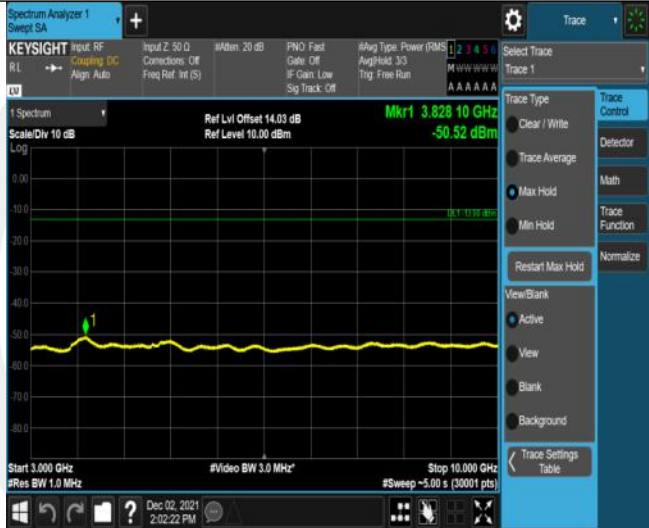 Spectrum Analyzer 1
Swept SA
+
Trace
KEYSIGHT
RL
Input: RF
Coupling: DC
Align: Auto
Input Z: 50 Ω
Corrections: Off
Freq Ref: Int (S)
#Atten: 20 dB
PNO: Fast
Gate: Off
IF Gain: Low
Sig Track: Off
#Avg Type: Power (RMS
Avg|Hold: 3/3
Trig: Free Run
1 2 3 4 5 6
M W W W W W
A A A A A A
LV
1 Spectrum
Scale/Div 10 dB
Log
Ref Lvl Offset 14.03 dB
Ref Level 10.00 dBm
Mkr1 3.828 10 GHz
-50.52 dBm
0.00
-10.0
DL1 -13.00 dBm
-20.0
-30.0
-40.0
1
-50.0
-60.0
-70.0
-80.0
Start 3.000 GHz
#Res BW 1.0 MHz
#Video BW 3.0 MHz*
Stop 10.000 GHz
#Sweep ~5.00 s (30001 pts)
Select Trace
Trace 1
Trace Type
Clear / Write
Trace Average
Max Hold
Min Hold
Restart Max Hold
View/Blank
Active
View
Blank
Background
Trace Settings
Table
Trace
Control
Detector
Math
Trace
Function
Normalize
?
Dec 02, 2021
2:02:22 PM